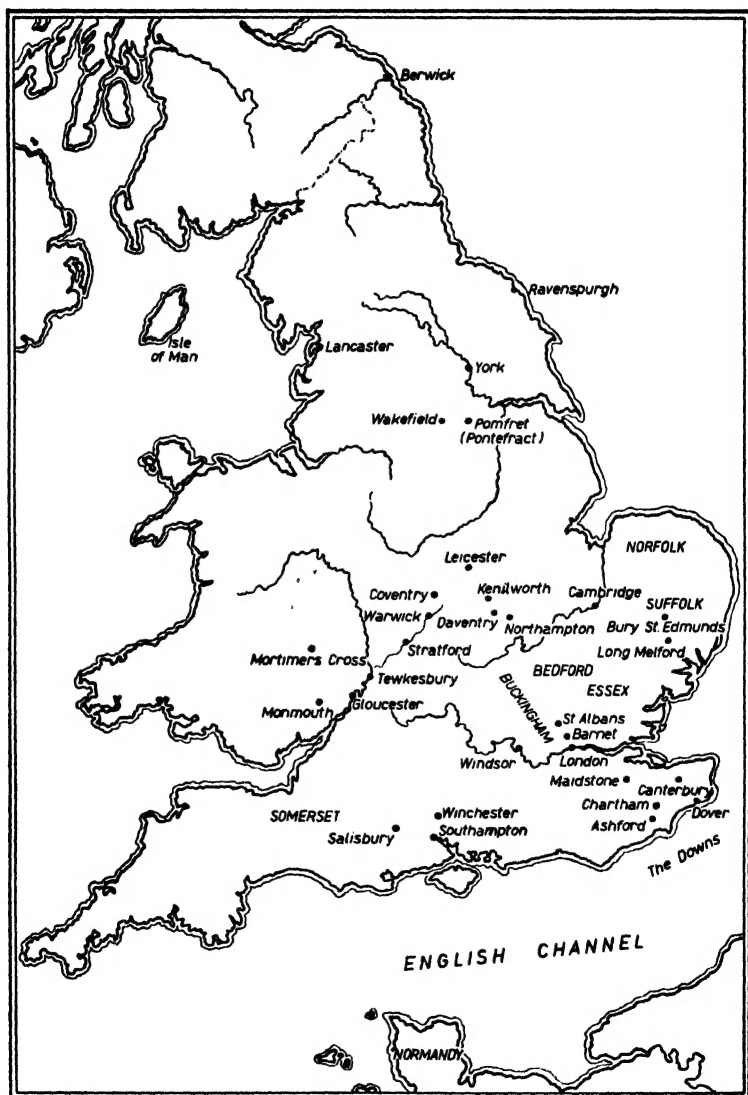 Berwick
Ravenspurgh
Isle
of Man
Lancaster
York
Wakefield
Pomfret
(Pontefract)
NORFOLK
Leicester
Coventry
Kenilworth
Cambridge
SUFFOLK
Warwick
Daventry
Northampton
Bury St. Edmunds
Stratford
Long Melford
Mortimers Cross
BEDFORD
Tewkesbury
ESSEX
BUCKINGHAM
Monmouth
Gloucester
St Albans
Barnet
Windsor
London
Maidstone
Canterbury
SOMERSET
Winchester
Chartham
Dover
Salisbury
Southampton
Ashford
The Downs
ENGLISH CHANNEL
NORMANDY